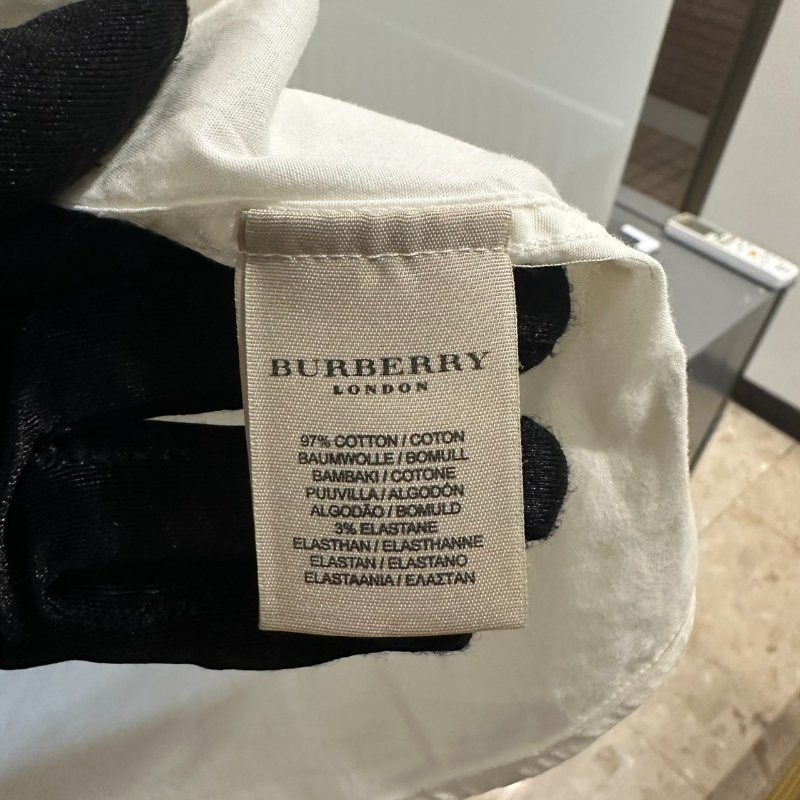 BURBERRY
LONDON
97% COTTON / COTON
BAUMWOLLE / BOMULL
BAMBAKI / COTONE
PUUVILLA / ALGODÓN
ALGODÃO / BOMULD
3% ELASTANE
ELASTHAN / ELASTHANNE
ELASTAN / ELASTANO
ELASTAANIA / ΕΛΑΣΤΑΝ